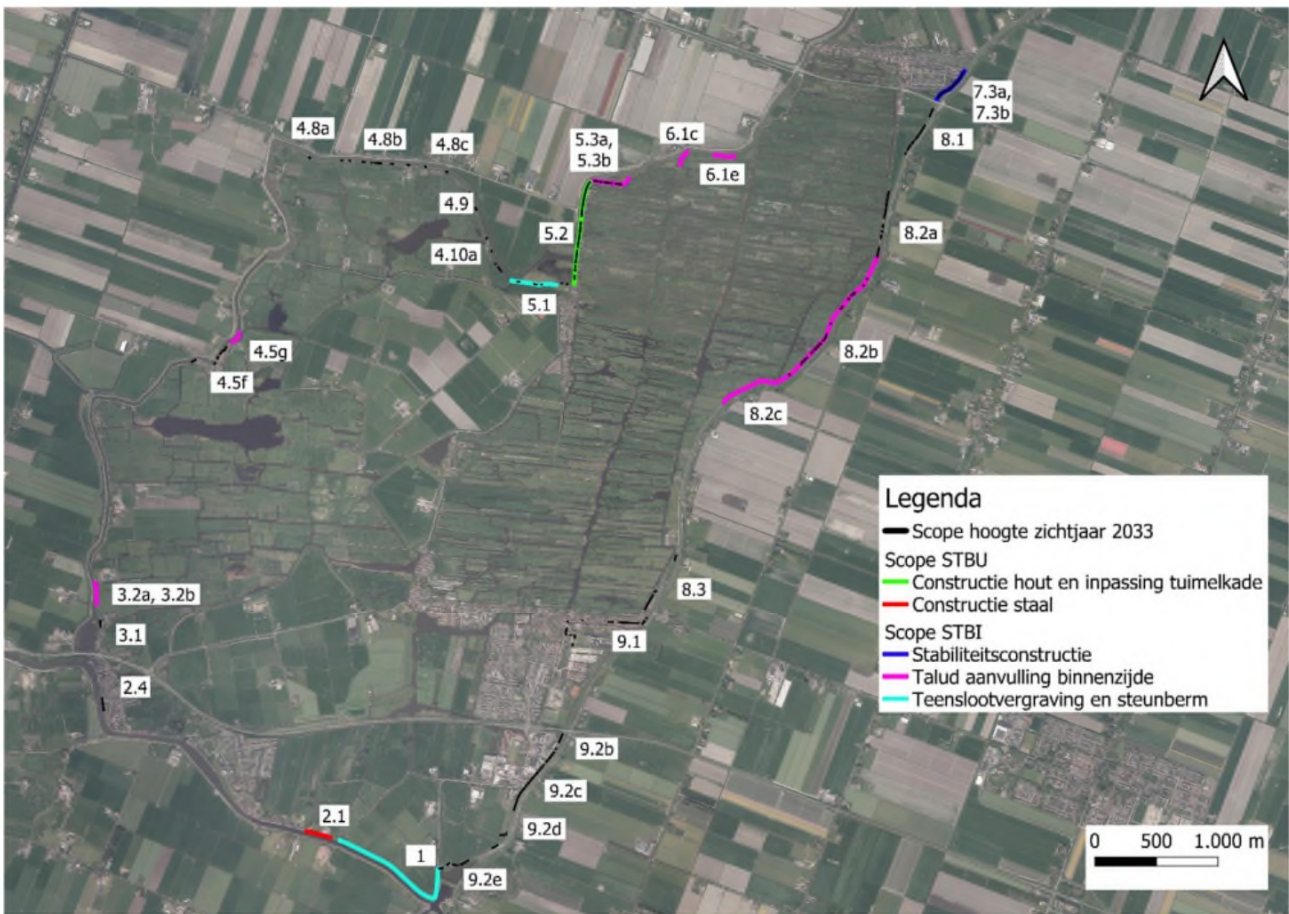 4.8a
4.8b
4.8c
5.3a,
5.3b
6.1c
6.1e
7.3a,
7.3b
8.1
4.9
4.10a
5.2
5.1
8.2a
4.5g
4.5f
8.2b
8.2c
3.2a, 3.2b
3.1
2.4
8.3
9.1
9.2b
9.2c
9.2d
9.2e
2.1
1
Legenda
Scope hoogte zichtjaar 2033
Scope STBU
Constructie hout en inpassing tuimelkade
Constructie staal
Scope STBI
Stabiliteitsconstructie
Talud aanvulling binnenzijde
Teenslootvergraving en steunberm
0 500 1.000 m